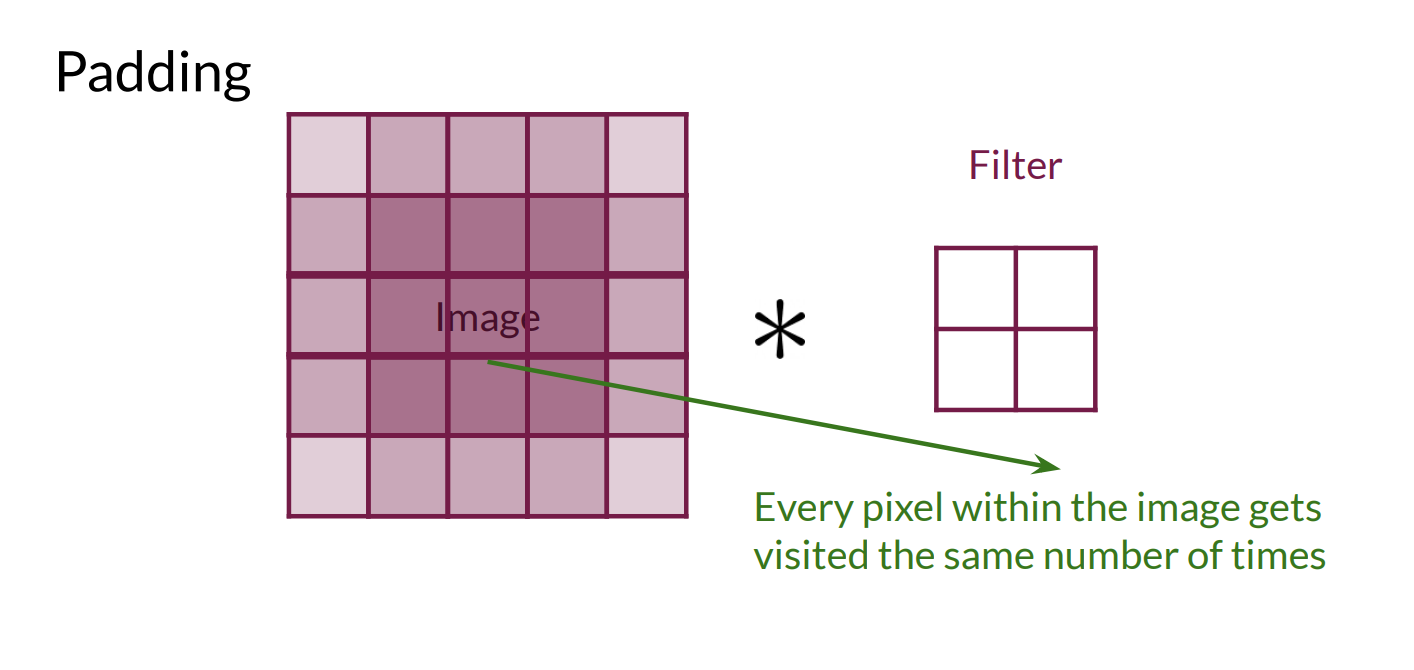 Padding
Filter
Image
*
Every pixel within the image gets
visited the same number of times